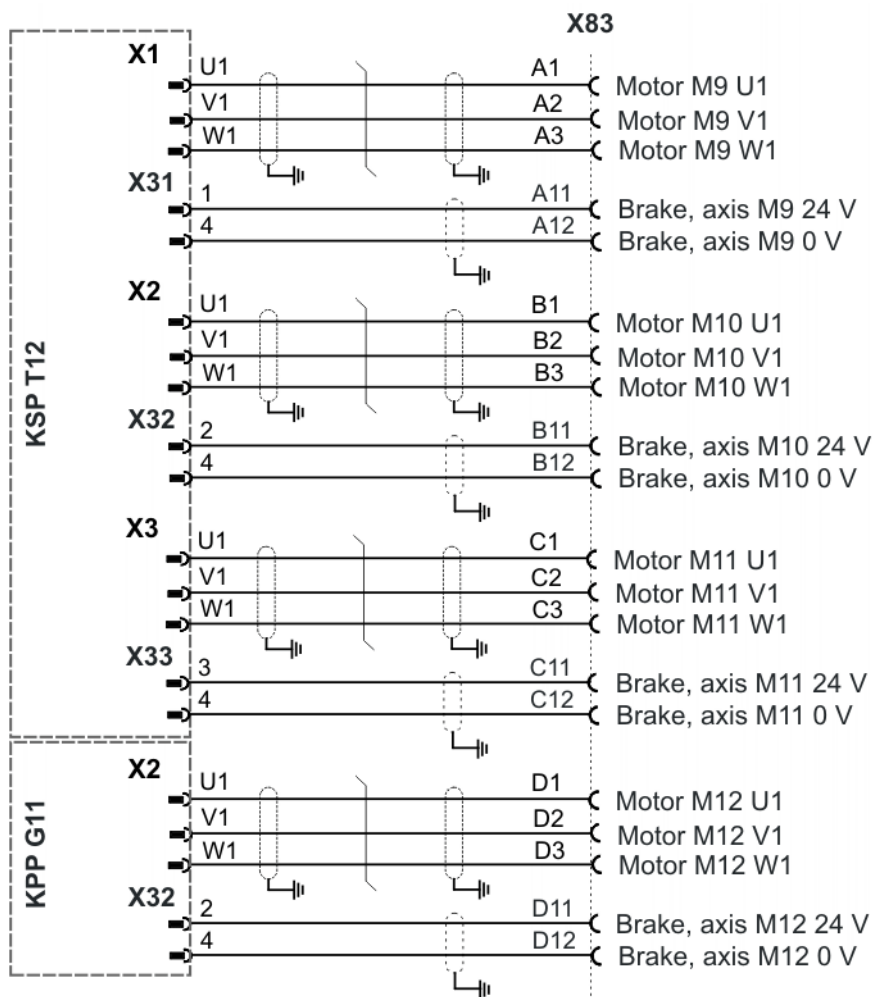 X83
X1
U1 A1 Motor M9 U1
V1 A2 Motor M9 V1
W1 A3 Motor M9 W1
X31
1 A11 Brake, axis M9 24 V
4 A12 Brake, axis M9 0 V
X2
U1 B1 Motor M10 U1
V1 B2 Motor M10 V1
W1 B3 Motor M10 W1
KSP T12
X32
2 B11 Brake, axis M10 24 V
4 B12 Brake, axis M10 0 V
X3
U1 C1 Motor M11 U1
V1 C2 Motor M11 V1
W1 C3 Motor M11 W1
X33
3 C11 Brake, axis M11 24 V
4 C12 Brake, axis M11 0 V
X2
U1 D1 Motor M12 U1
V1 D2 Motor M12 V1
W1 D3 Motor M12 W1
KPP G11
X32
2 D11 Brake, axis M12 24 V
4 D12 Brake, axis M12 0 V